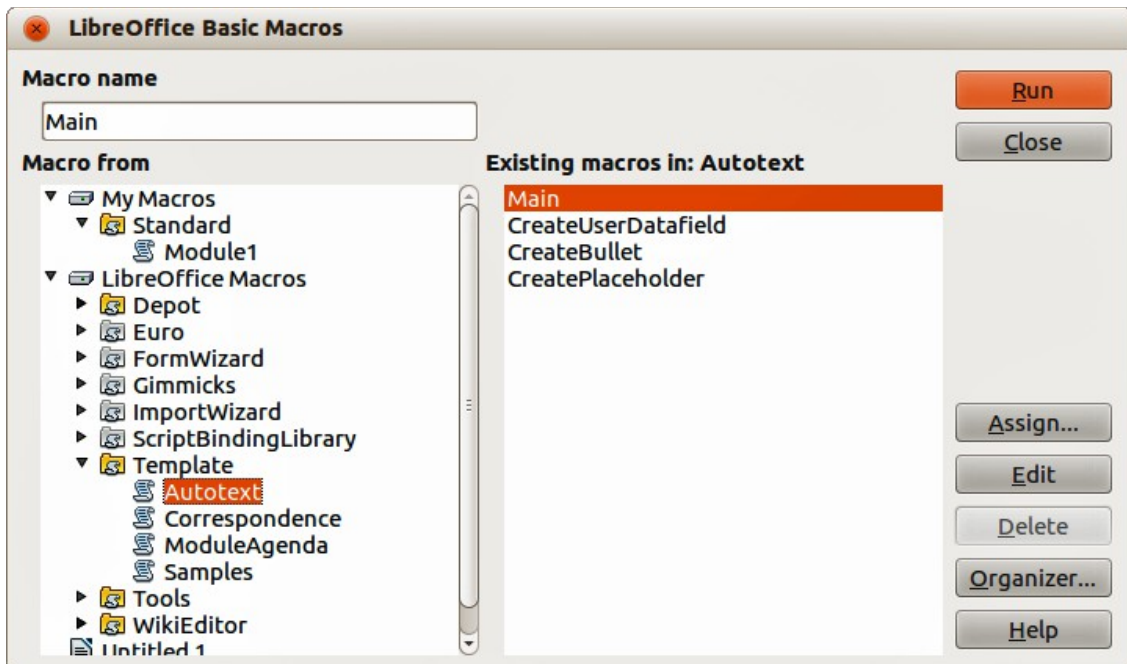 LibreOffice Basic Macros
Macro name
Main
Macro from
My Macros
Standard
Module1
LibreOffice Macros
Depot
Euro
FormWizard
Gimmicks
ImportWizard
ScriptBindingLibrary
Template
Autotext
Correspondence
ModuleAgenda
Samples
Tools
WikiEditor
Untitled 1
Existing macros in: Autotext
Main
CreateUserDatafield
CreateBullet
CreatePlaceholder
Run
Close
Assign...
Edit
Delete
Organizer...
Help